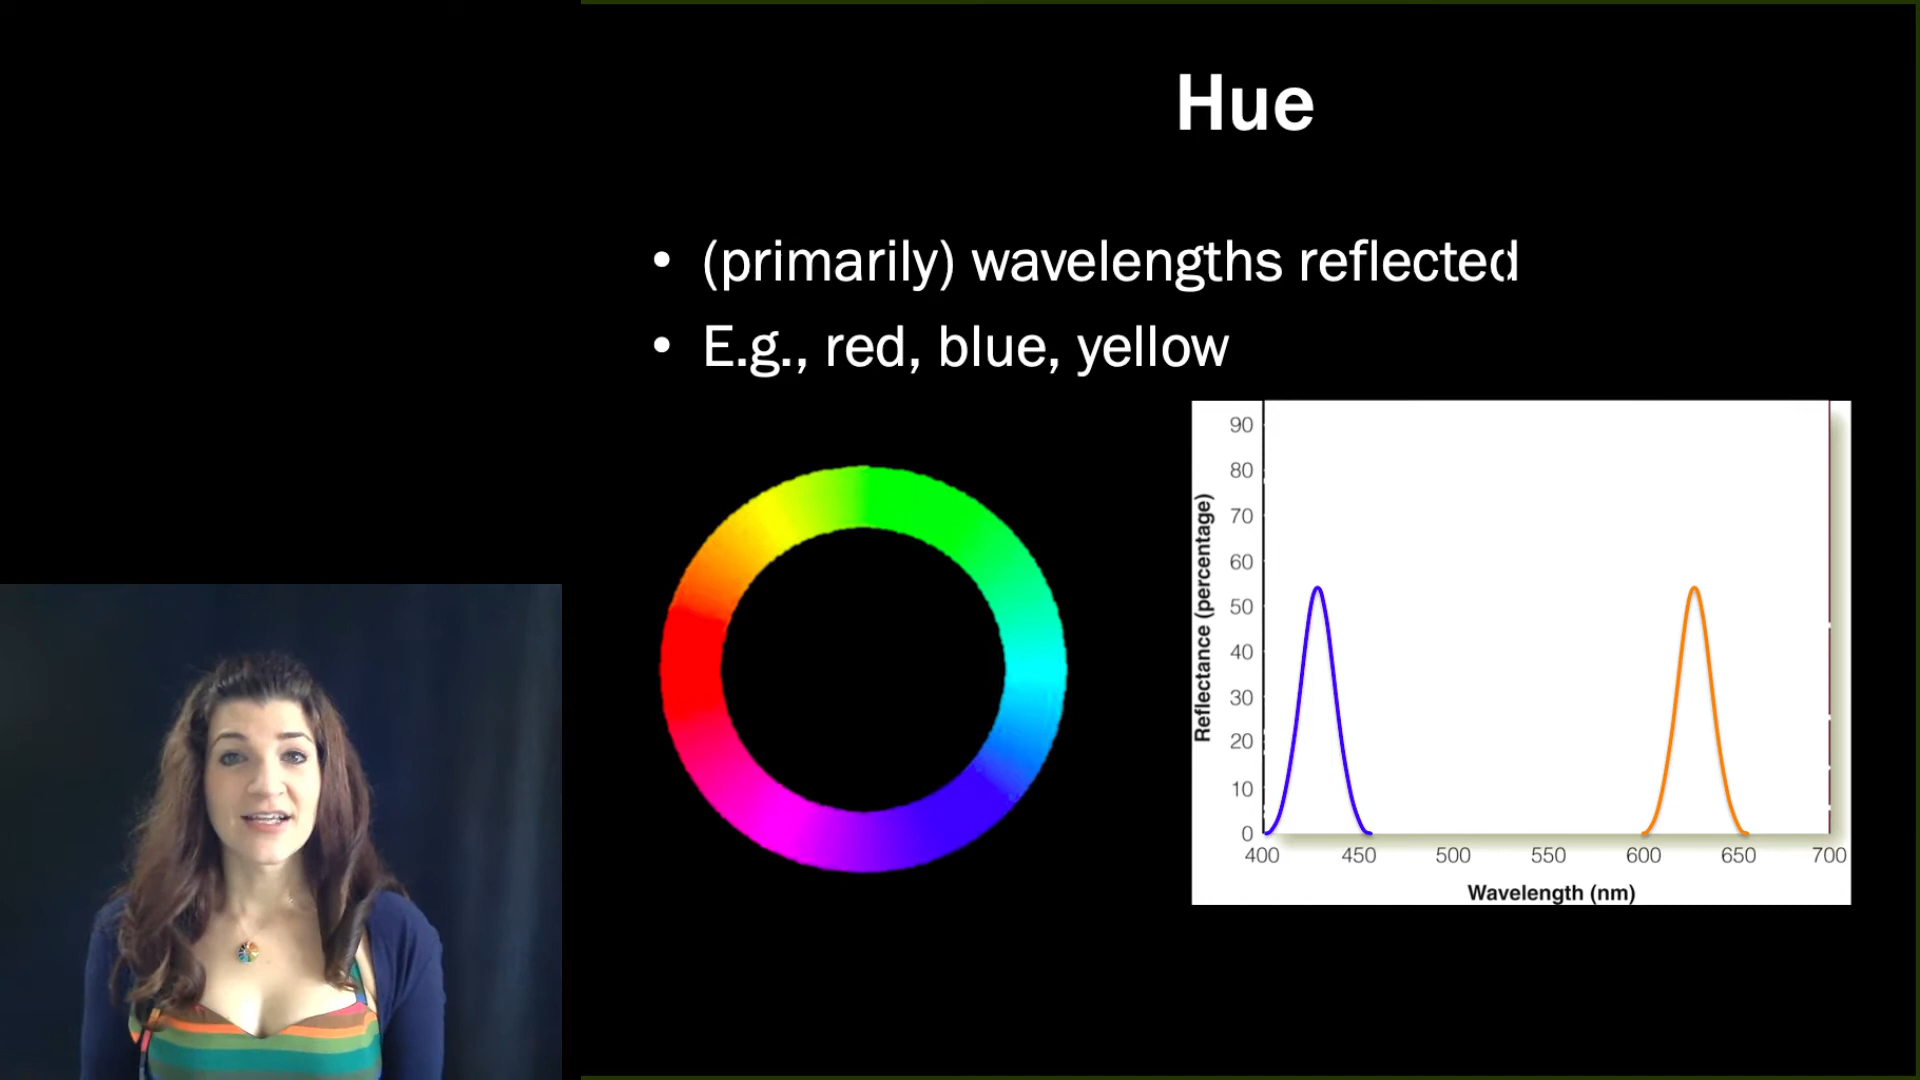 Hue
• (primarily) wavelengths reflected
• E.g., red, blue, yellow
Reflectance (percentage)
90
80
70
60
50
40
30
20
10
0
400 450 500 550 600 650 700
Wavelength (nm)